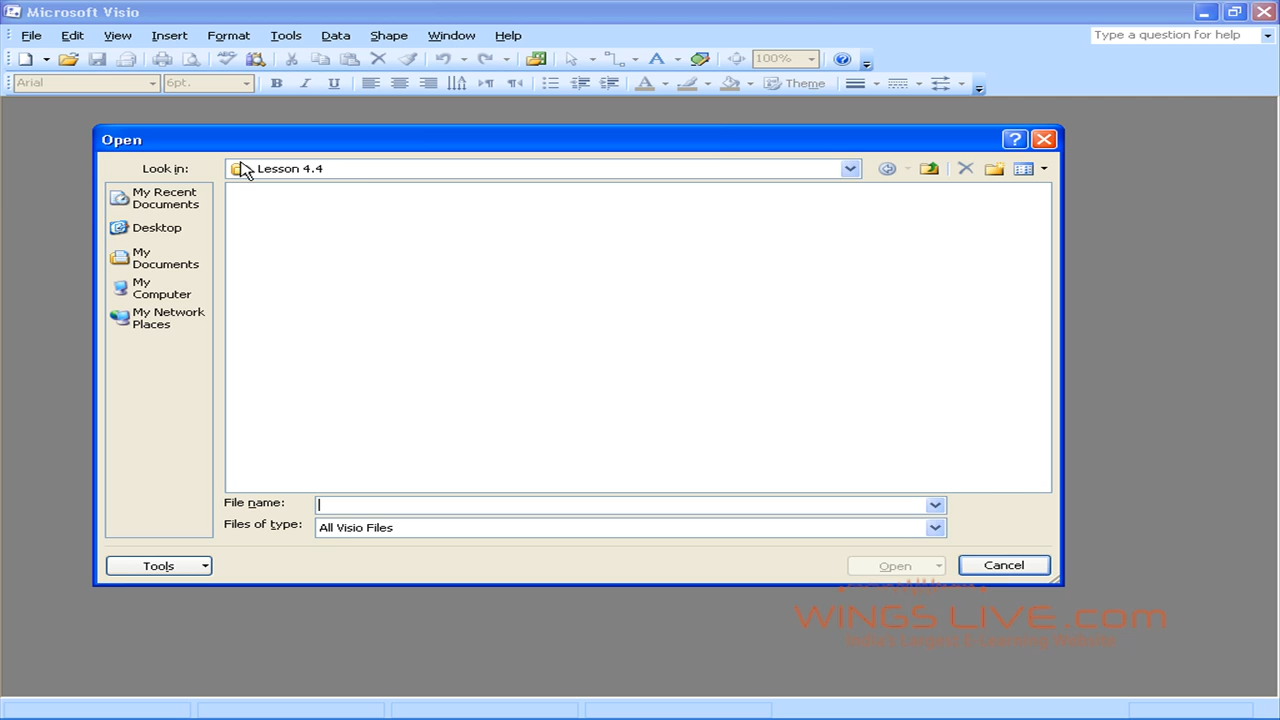 Microsoft Visio
File Edit View Insert Format Tools Data Shape Window Help
Type a question for help
100%
Arial 6pt. B I U A Theme
Open
Look in: Lesson 4.4
My Recent
Documents
Desktop
My
Documents
My
Computer
My Network
Places
File name:
Files of type: All Visio Files
Tools Open Cancel
WINGS LIVE.com